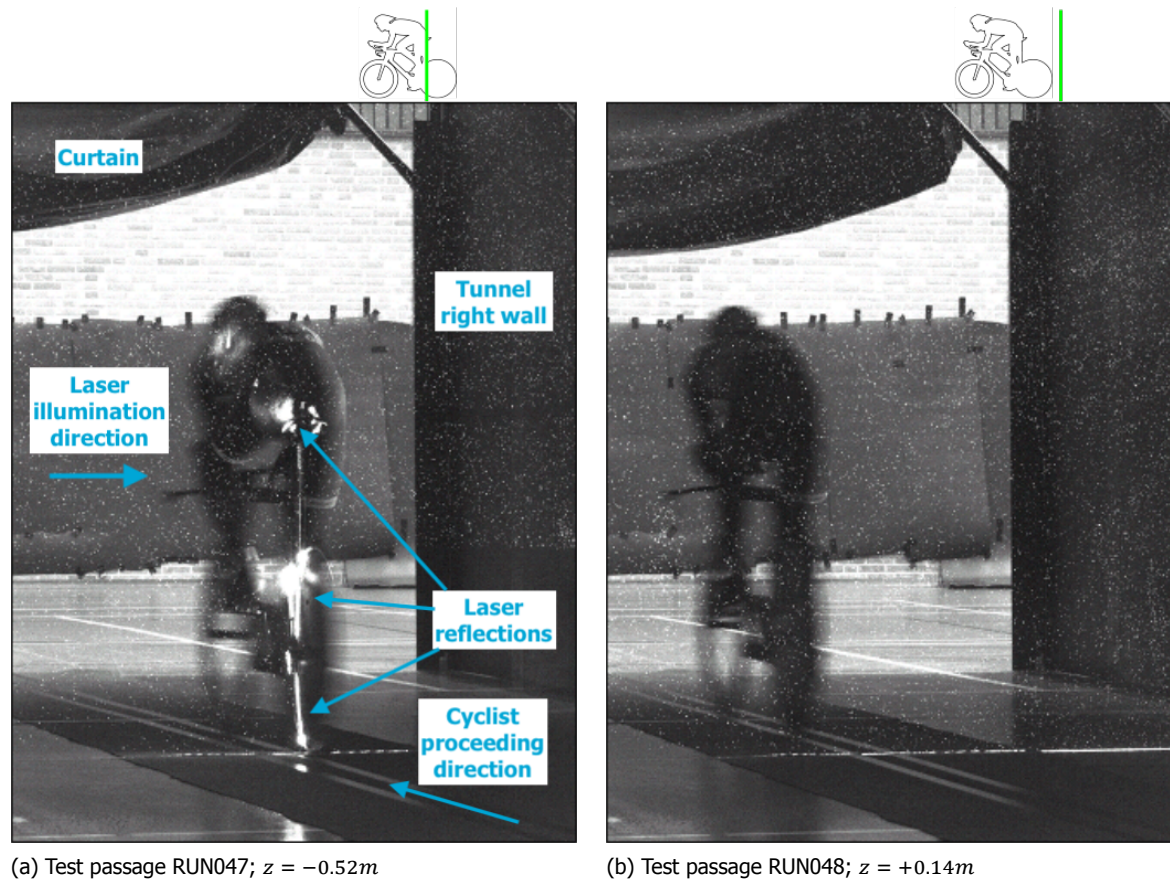 Curtain
Tunnel
right wall
Laser
illumination
direction
Laser
reflections
Cyclist
proceeding
direction
(a) Test passage RUN047; z = −0.52m
(b) Test passage RUN048; z = +0.14m